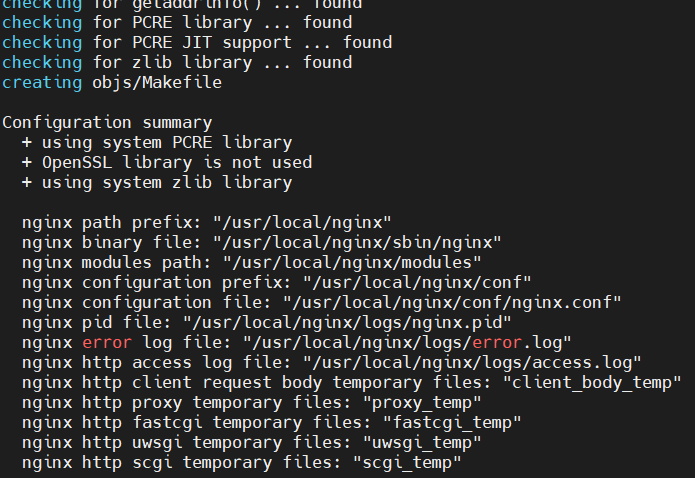 checking for getaddrinfo() ... found
checking for PCRE library ... found
checking for PCRE JIT support ... found
checking for zlib library ... found
creating objs/Makefile
Configuration summary
+ using system PCRE library
+ OpenSSL library is not used
+ using system zlib library
nginx path prefix: "/usr/local/nginx"
nginx binary file: "/usr/local/nginx/sbin/nginx"
nginx modules path: "/usr/local/nginx/modules"
nginx configuration prefix: "/usr/local/nginx/conf"
nginx configuration file: "/usr/local/nginx/conf/nginx.conf"
nginx pid file: "/usr/local/nginx/logs/nginx.pid"
nginx error log file: "/usr/local/nginx/logs/error.log"
nginx http access log file: "/usr/local/nginx/logs/access.log"
nginx http client request body temporary files: "client_body_temp"
nginx http proxy temporary files: "proxy_temp"
nginx http fastcgi temporary files: "fastcgi_temp"
nginx http uwsgi temporary files: "uwsgi_temp"
nginx http scgi temporary files: "scgi_temp"